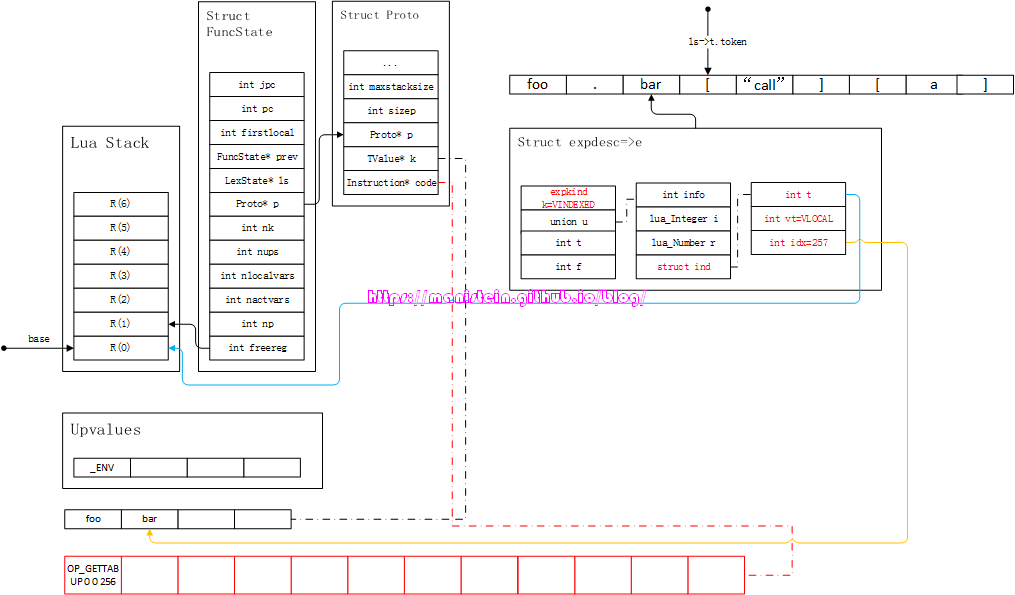 Struct
FuncState
int jpc
int pc
int firstlocal
FuncState* prev
LexState* ls
Proto* p
int nk
int nups
int nlocalvars
int nactvars
int np
int freereg
Struct Proto
...
int maxstacksize
int sizep
Proto* p
TValue* k
Instruction* code
ls=>t.token
foo . bar [ “call” ] [ a ]
Struct expdesc=>e
expkind
k=VINDEXED
union u
int t
int f
int info
lua_Integer i
lua_Number r
struct ind
int t
int vt=VLOCAL
int idx=257
Lua Stack
R(6)
R(5)
R(4)
R(3)
R(2)
R(1)
R(0)
base
https://manistein.github.io/blog/
Upvalues
_ENV
foo bar
OP_GETTAB
UP 0 0 256